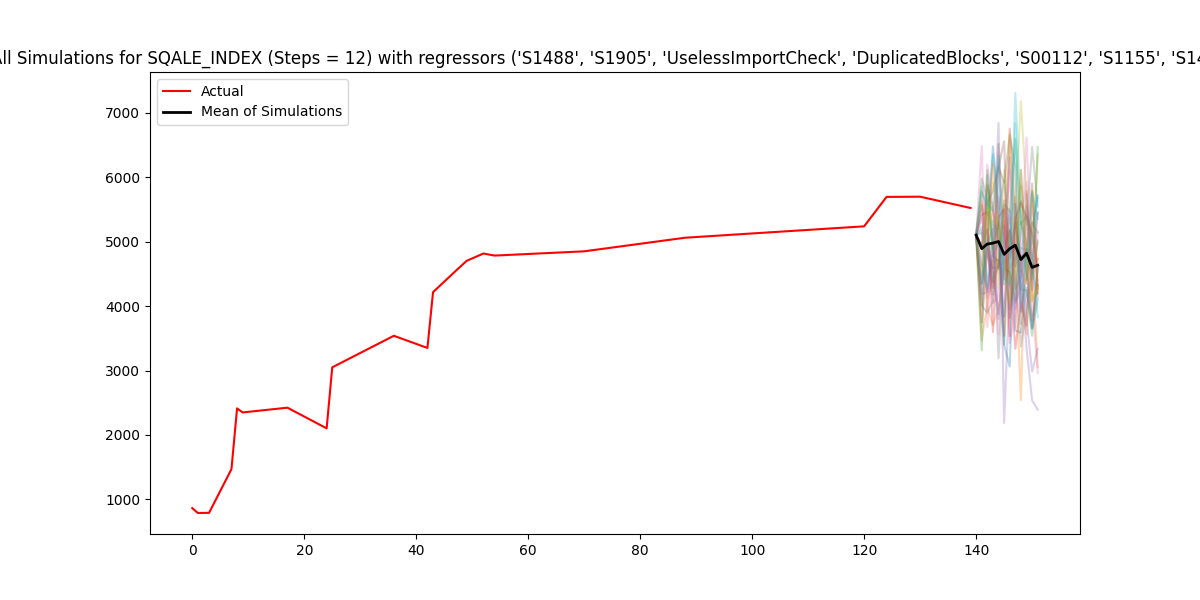 ll Simulations for SQALE_INDEX (Steps = 12) with regressors ('S1488', 'S1905', 'UselessImportCheck', 'DuplicatedBlocks', 'S00112', 'S1155', 'S14
Actual
Mean of Simulations
7000
6000
5000
4000
3000
2000
1000
0 20 40 60 80 100 120 140